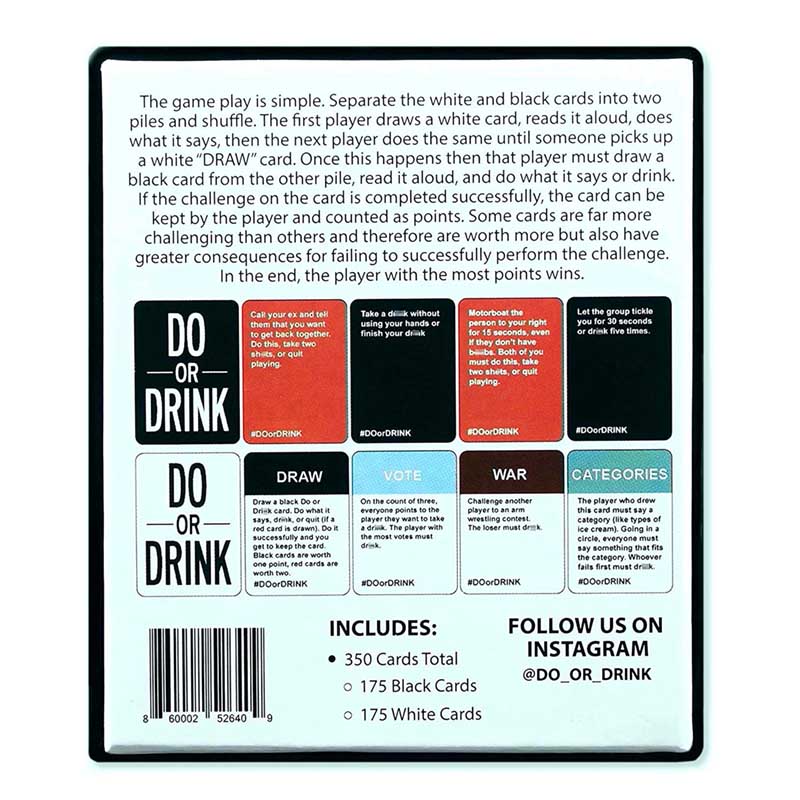 The game play is simple. Separate the white and black cards into two
piles and shuffle. The first player draws a white card, reads it aloud, does
what it says, then the next player does the same until someone picks up
a white "DRAW" card. Once this happens then that player must draw a
black card from the other pile, read it aloud, and do what it says or drink.
If the challenge on the card is completed successfully, the card can be
kept by the player and counted as points. Some cards are far more
challenging than others and therefore are worth more but also have
greater consequences for failing to successfully perform the challenge.
In the end, the player with the most points wins.
DO
OR
DRINK
Call your ex and tell
them that you want
to get back together.
Do this, take two
or quit
playing.
#DOorDRINK
Take a without
using your hands or
finish your
#DOorDRINK
Motorboat the
person to your right
for 15 seconds, even
if they don't have
Both of you
must do this, take
two or quit
playing.
#DOorDRINK
Let the group tickle
you for 30 seconds
or five times.
#DOorDRINK
DO
OR
DRINK
DRAW
Draw a black Do or
card. Do what it
says, or quit (if a
red card is drawn). Do it
successfully and you
get to keep the card.
Black cards are worth
one point, red cards are
worth two.
#DOorDRINK
VOTE
On the count of three,
everyone points to the
player they want to take
a The player with
the most votes must
#DOorDRINK
WAR
Challenge another
player to an arm
wrestling contest.
The loser must
#DOorDRINK
CATEGORIES
The player who drew
this card must say a
category (like types of
ice cream). Going in a
circle, everyone must
say something that fits
the category. Whoever
fails first must
#DOorDRINK
8 60002 52640 9
INCLUDES:
• 350 Cards Total
○ 175 Black Cards
○ 175 White Cards
FOLLOW US ON
INSTAGRAM
@DO_OR_DRINK